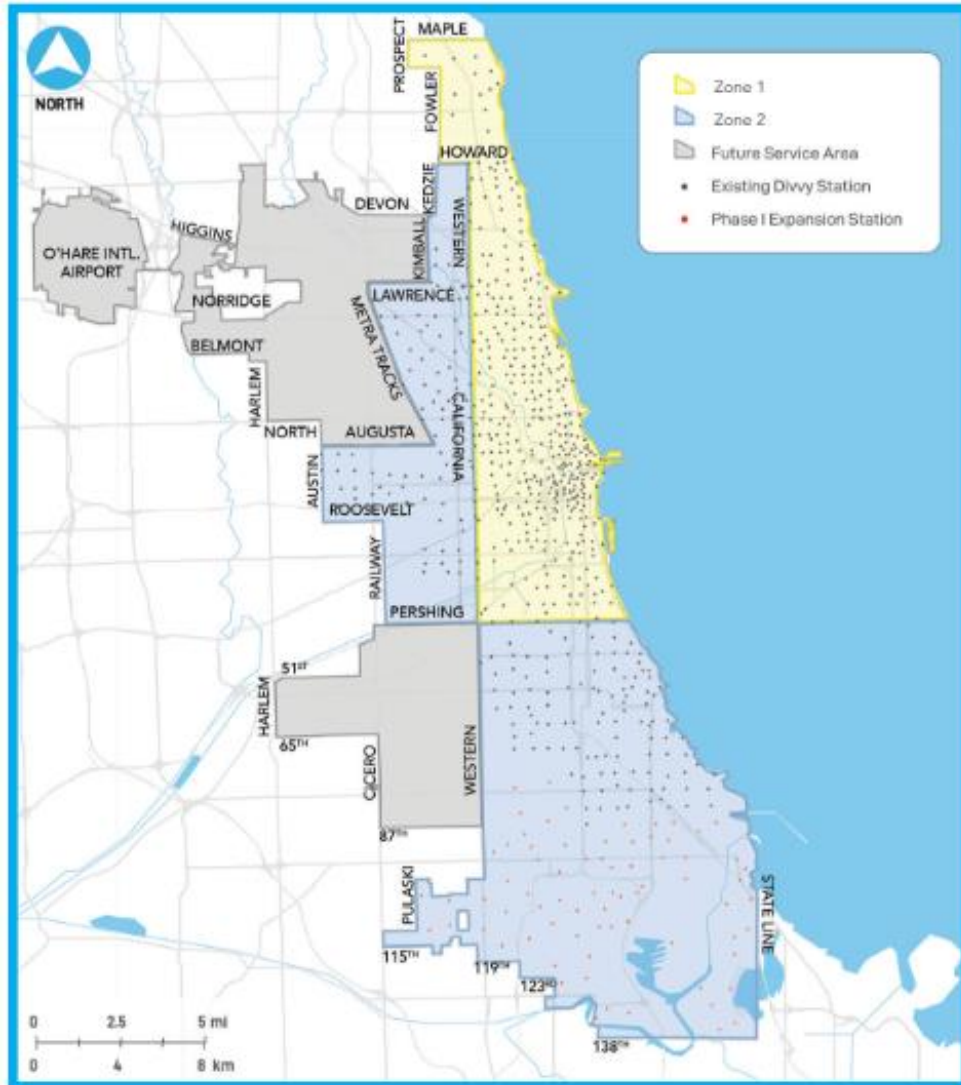 MAPLE
PROSPECT
FOWLER
NORTH
HOWARD
KEDZIE
WESTERN
DEVON
KIMBALL
HIGGINS
O'HARE INTL.
AIRPORT
NORRIDGE
LAWRENCE
METRA TRACKS
BELMONT
HARLEM
CALIFORNIA
NORTH
AUGUSTA
AUSTIN
ROOSEVELT
RAILWAY
PERSHING
51ST
HARLEM
65TH
CICERO
WESTERN
87TH
PULASKI
STATE LINE
115TH
119TH
123RD
138TH
Zone 1
Zone 2
Future Service Area
Existing Divvy Station
Phase I Expansion Station
0 2.5 5 mi
0 4 8 km